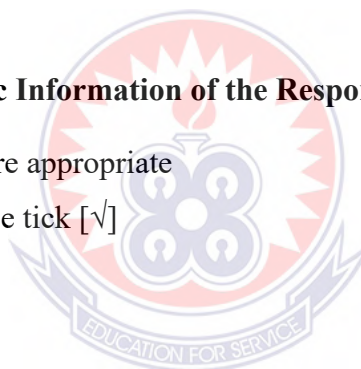 c Information of the Respo
re appropriate
e tick [√]
EDUCATION FOR SERVICE